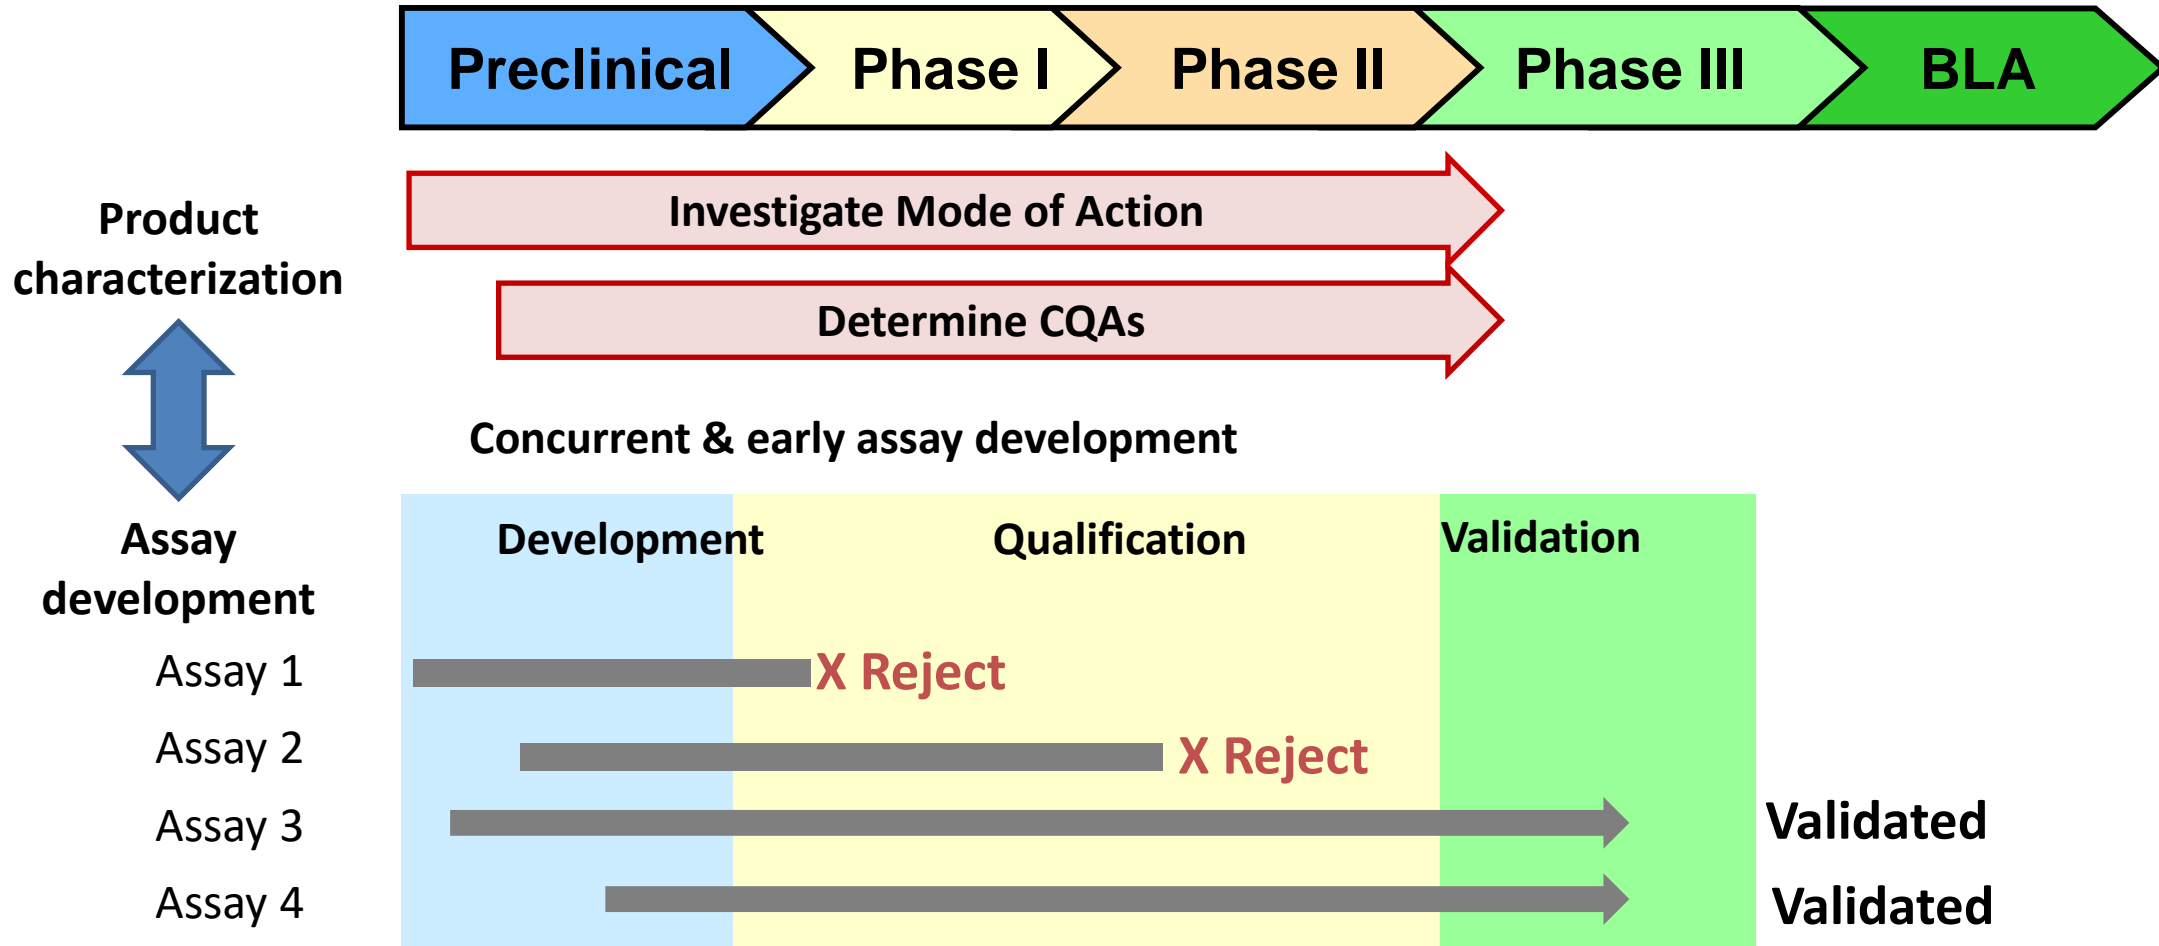 Preclinical
Phase I
Phase II
Phase III
BLA
Product
characterization
Investigate Mode of Action
Determine CQAs
Concurrent & early assay development
Assay
development
Development
Qualification
Validation
Assay 1
X Reject
Assay 2
X Reject
Assay 3
Validated
Assay 4
Validated